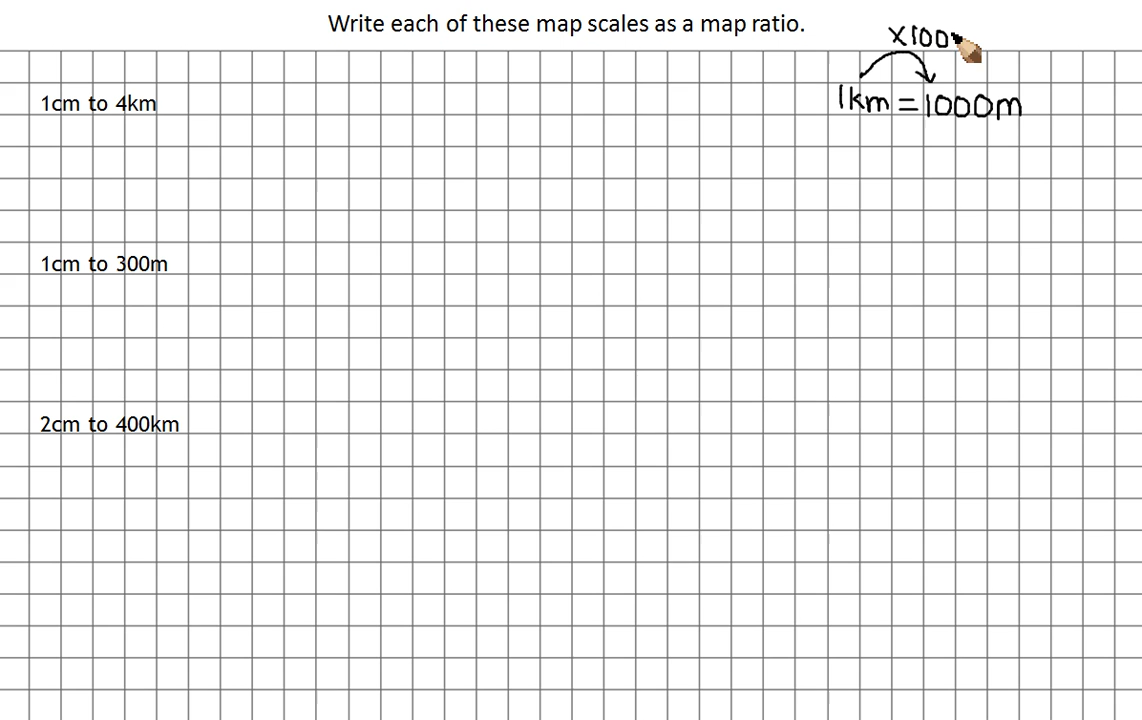 Write each of these map scales as a map ratio.
x100
1cm to 4km
1km = 1000m
1cm to 300m
2cm to 400km